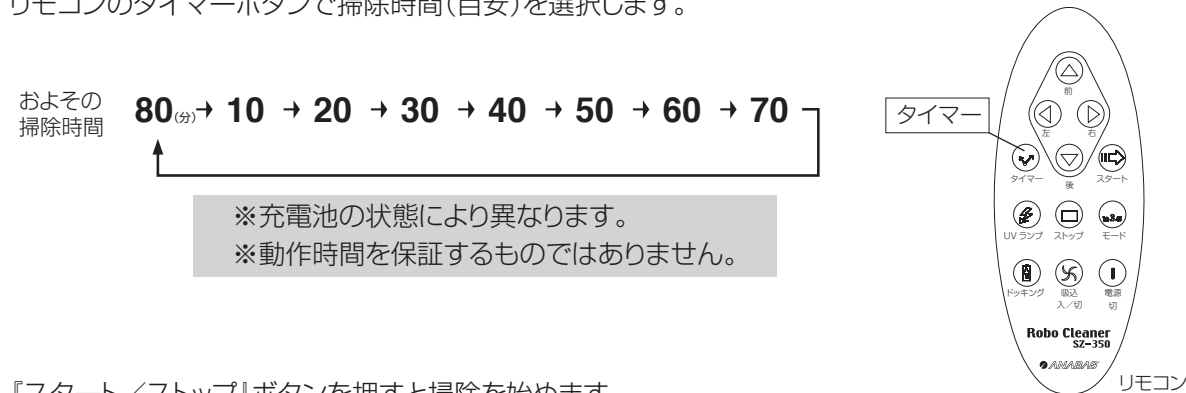 リモコンのタイマーボタンで掃除時間(目安)を選択します。
およその
掃除時間
80(分)→ 10 → 20 → 30 → 40 → 50 → 60 → 70
※充電池の状態により異なります。
※動作時間を保証するものではありません。
タイマー
前
左 右
後
タイマー スタート
UVランプ ストップ モード
ドッキング 吸込 電源
入/切 切
Robo Cleaner
SZ-350
ANABAS
リモコン
『スタート/ストップ』ボタンを押すと掃除を始めます